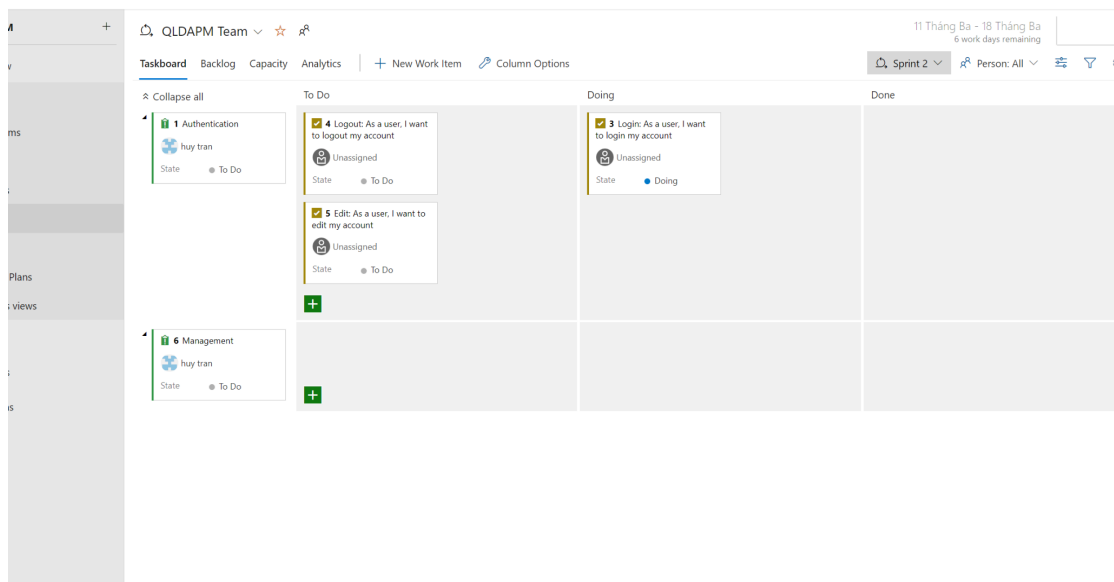 QLDAPM Team
11 Tháng Ba - 18 Tháng Ba
6 work days remaining
Taskboard Backlog Capacity Analytics New Work Item Column Options
Sprint 2 Person: All
Collapse all
To Do
Doing
Done
1 Authentication
huy tran
State To Do
4 Logout: As a user, I want
to logout my account
Unassigned
State To Do
3 Login: As a user, I want
to login my account
Unassigned
State Doing
5 Edit: As a user, I want to
edit my account
Unassigned
State To Do
6 Management
huy tran
State To Do
Plans
views